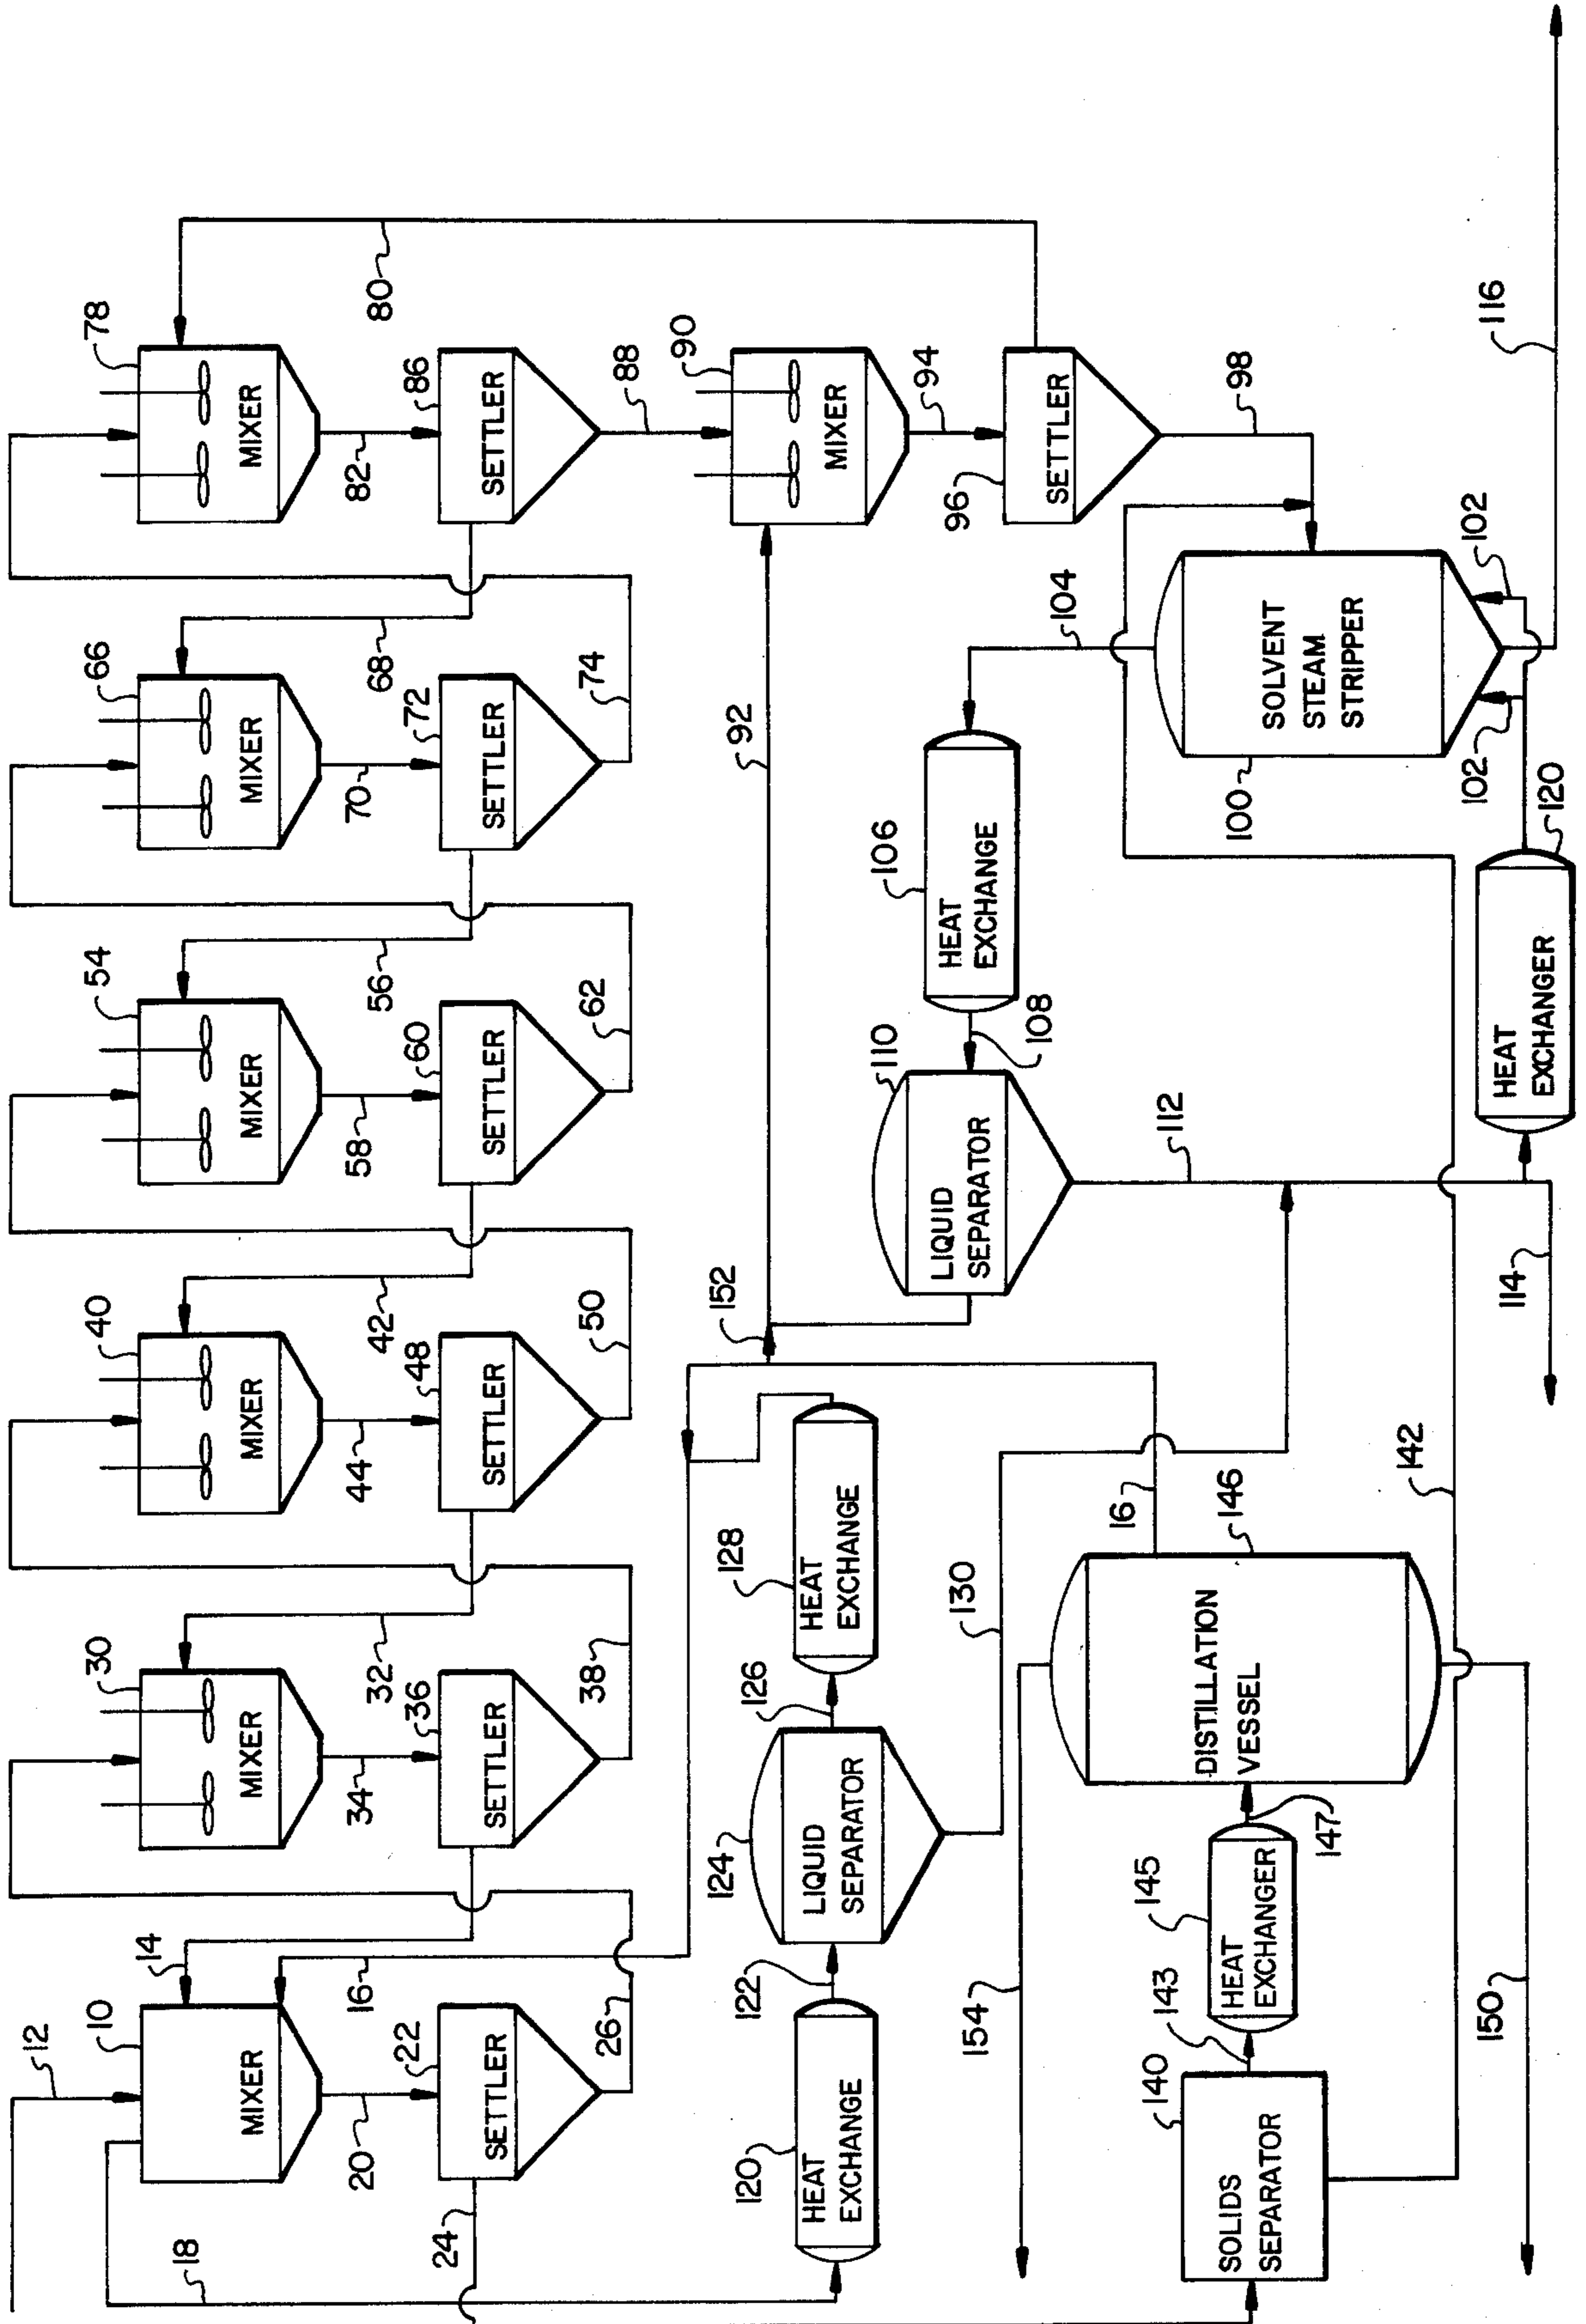 12
10
14
MIXER
18
20
22
SETTLER
24
26
16
30
MIXER
32
34
36
SETTLER
38
40
MIXER
42
44
48
SETTLER
50
54
MIXER
56
58
60
SETTLER
62
66
MIXER
68
70
72
SETTLER
74
78
MIXER
80
82
86
SETTLER
88
90
MIXER
92
94
96
SETTLER
98
120
HEAT
EXCHANGE
122
124
LIQUID
SEPARATOR
126
128
HEAT
EXCHANGE
130
152
110
LIQUID
SEPARATOR
108
106
HEAT
EXCHANGE
104
112
100
SOLVENT
STEAM
STRIPPER
102
102
116
154
140
SOLIDS
SEPARATOR
143
145
HEAT
EXCHANGER
147
DISTILLATION
VESSEL
16
146
142
150
114
HEAT
EXCHANGER
120